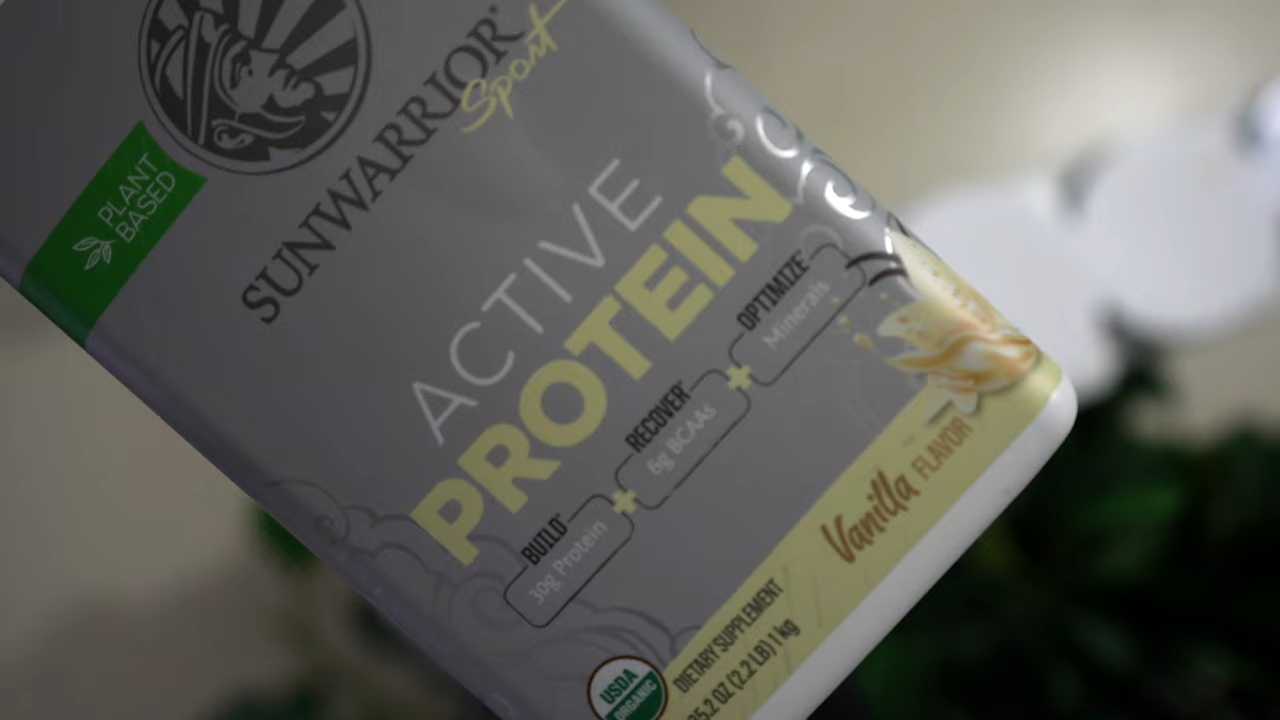 PLANT
BASED
SUNWARRIOR®
Sport
ACTIVE
PROTEIN
BUILD*
30g Protein
+
RECOVER*
6g BCAAs
+
OPTIMIZE*
Minerals
Vanilla FLAVOR
DIETARY SUPPLEMENT
35.2 OZ (2.2 LB) 1 kg
USDA
ORGANIC